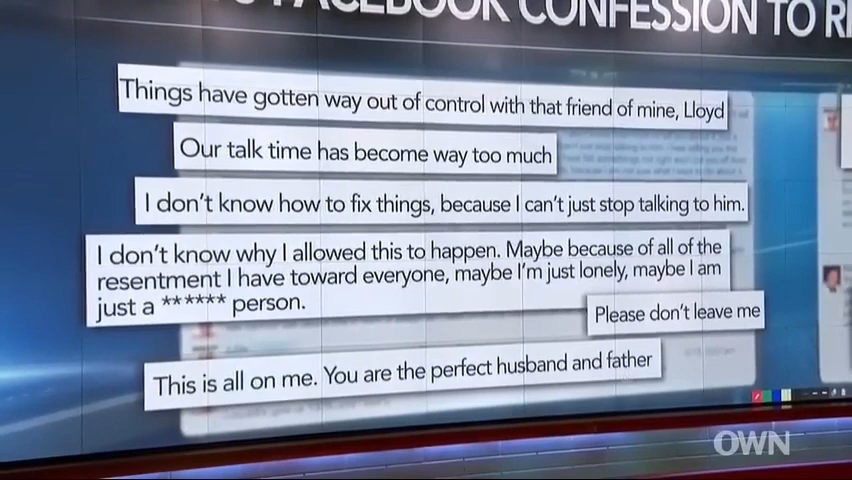 FACEBOOK CONFESSION TO
Things have gotten way out of control with that friend of mine, Lloyd
Our talk time has become way too much
I don't know how to fix things, because I can't just stop talking to him.
I don't know why I allowed this to happen. Maybe because of all of the
resentment I have toward everyone, maybe I'm just lonely, maybe I am
just a ****** person.
Please don't leave me
This is all on me. You are the perfect husband and father
OWN